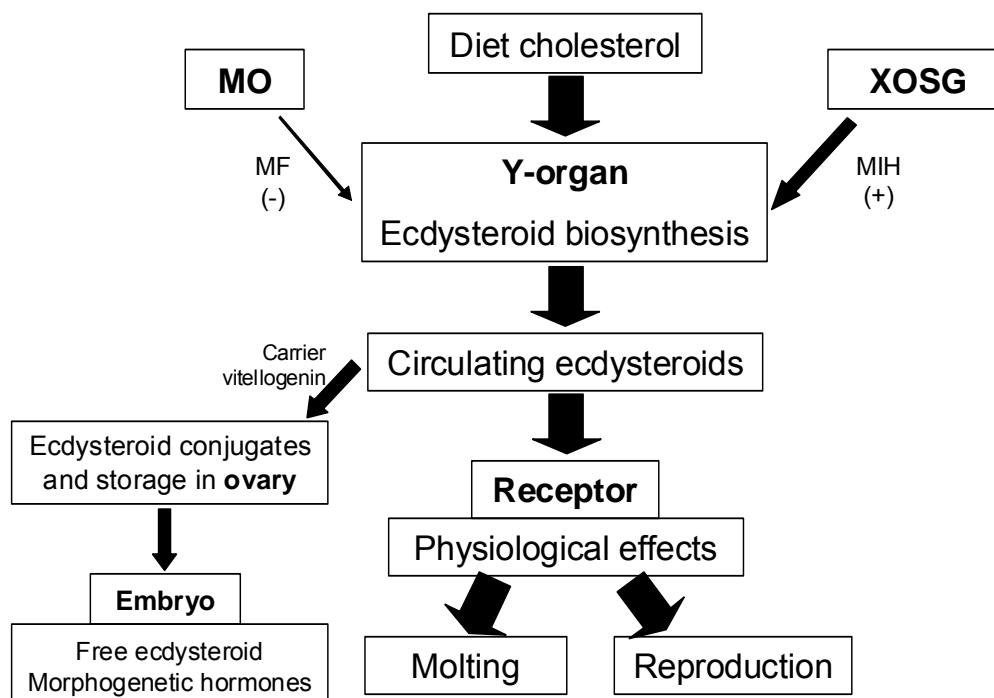 Diet cholesterol
MO
XOSG
MF
(-)
MIH
(+)
Y-organ
Ecdysteroid biosynthesis
Carrier
vitellogenin
Circulating ecdysteroids
Ecdysteroid conjugates
and storage in ovary
Receptor
Physiological effects
Embryo
Free ecdysteroid
Morphogenetic hormones
Molting
Reproduction